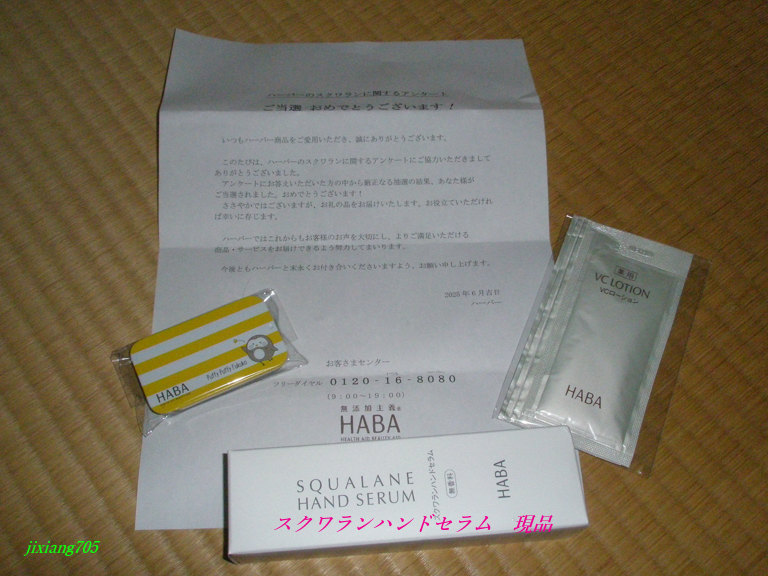 ハーバーのスクワランに関するアンケート
ご当選 おめでとうございます！
いつもハーバー商品をご愛用いただき、誠にありがとうございます。
このたびは、ハーバーのスクワランに関するアンケートにご協力いただきまして
ありがとうございました。
アンケートにお答えいただいた方の中から厳正なる抽選の結果、あなた様が
ご当選されました。おめでとうございます！
ささやかではございますが、お礼の品をお届けいたします。お役立ていただけれ
ば幸いに存じます。
ハーバーではこれからもお客様のお声を大切にし、よりご満足いただける
商品・サービスをお届けできるよう努力してまいります。
今後ともハーバーと末永くお付き合いくださいますよう、お願い申し上げます。
2025年6月吉日
ハーバー
お客さまセンター
フリーダイヤル 0120-16-8080
(9:00～19:00)
無添加主義®
HABA
HEALTH AID BEAUTY AID
HABA
Puffy Puffy Fukuko
薬用
VC LOTION
VCローション
HABA
SQUALANE
HAND SERUM
スクワランハンドセラム
無香料
HABA
スクワランハンドセラム 現品
jixiang705